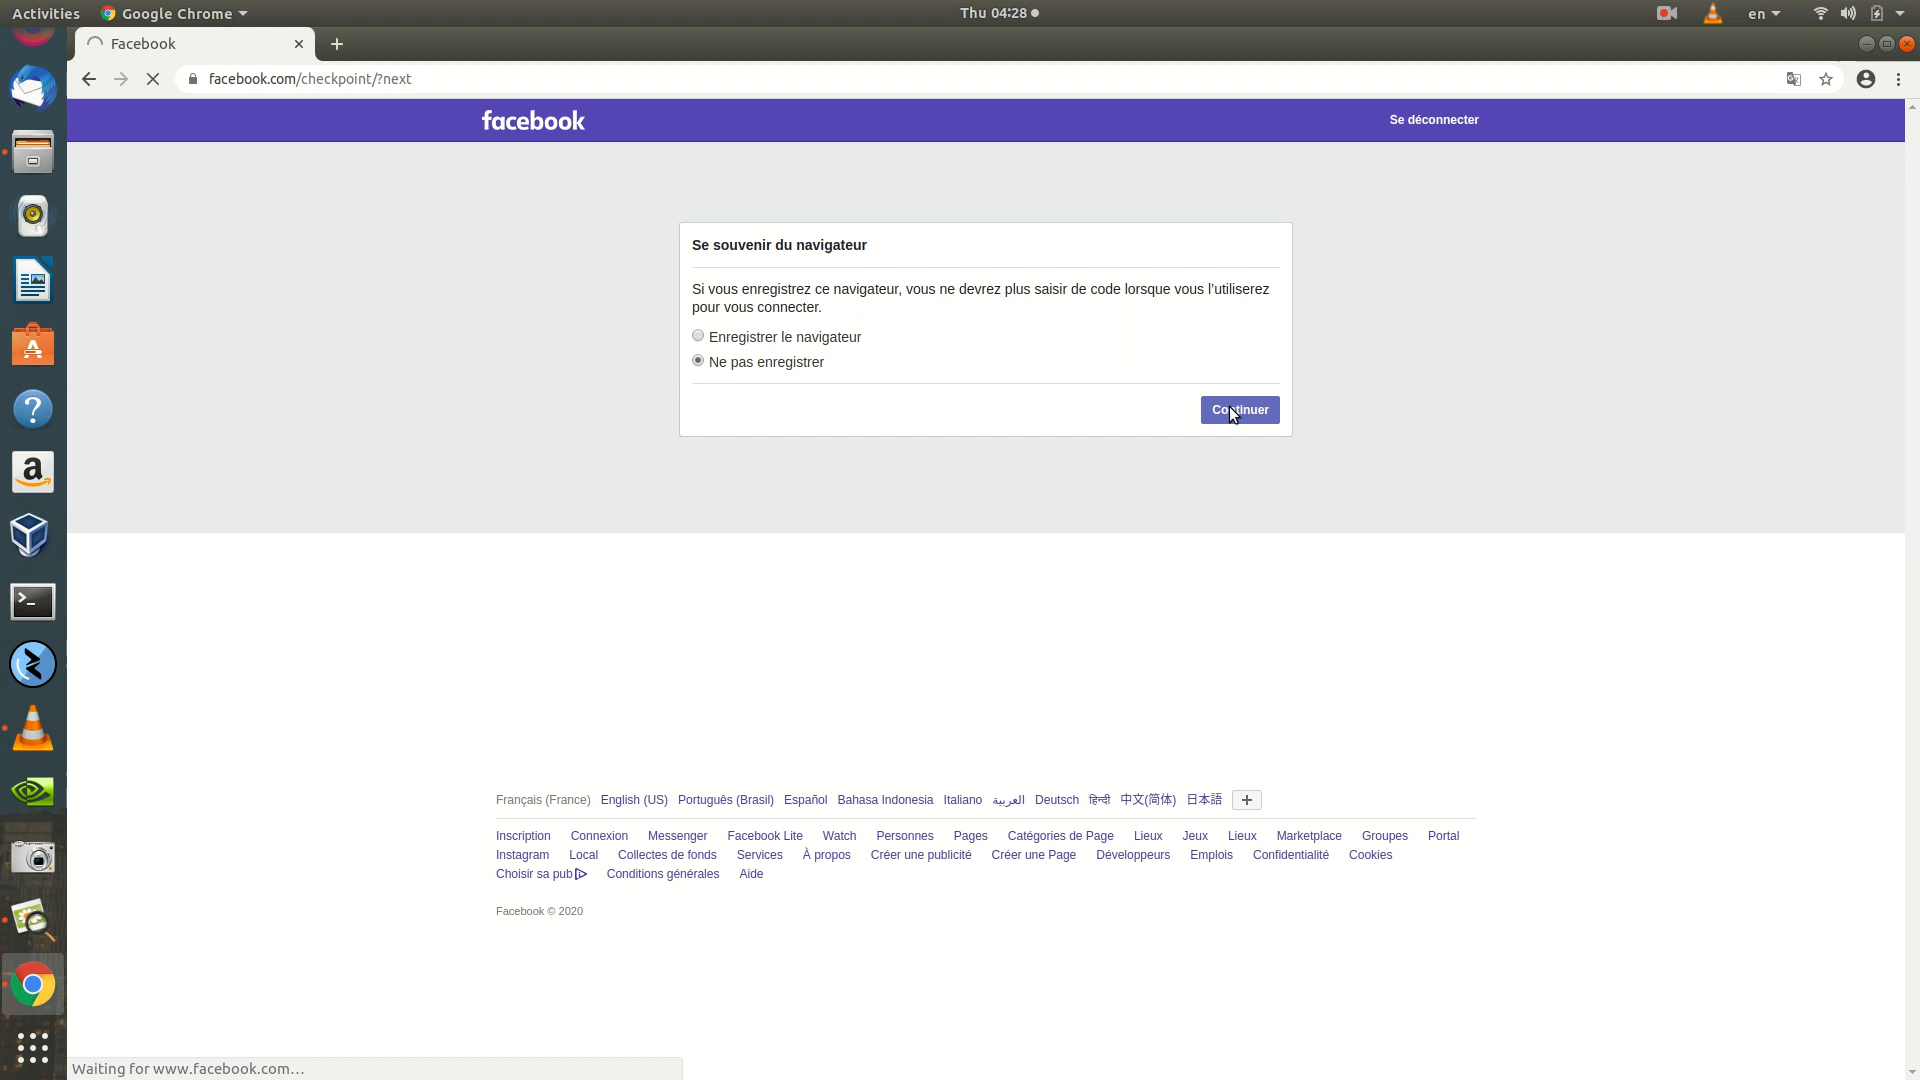 Activities Google Chrome Thu 04:28 en
Facebook
facebook.com/checkpoint/?next
facebook Se déconnecter
Se souvenir du navigateur
Si vous enregistrez ce navigateur, vous ne devrez plus saisir de code lorsque vous l’utiliserez
pour vous connecter.
Enregistrer le navigateur
Ne pas enregistrer
Continuer
Français (France) English (US) Português (Brasil) Español Bahasa Indonesia Italiano العربية Deutsch हिन्दी 中文(简体) 日本語
Inscription Connexion Messenger Facebook Lite Watch Personnes Pages Catégories de Page Lieux Jeux Lieux Marketplace Groupes Portal
Instagram Local Collectes de fonds Services À propos Créer une publicité Créer une Page Développeurs Emplois Confidentialité Cookies
Choisir sa pub Conditions générales Aide
Facebook © 2020
Waiting for www.facebook.com...